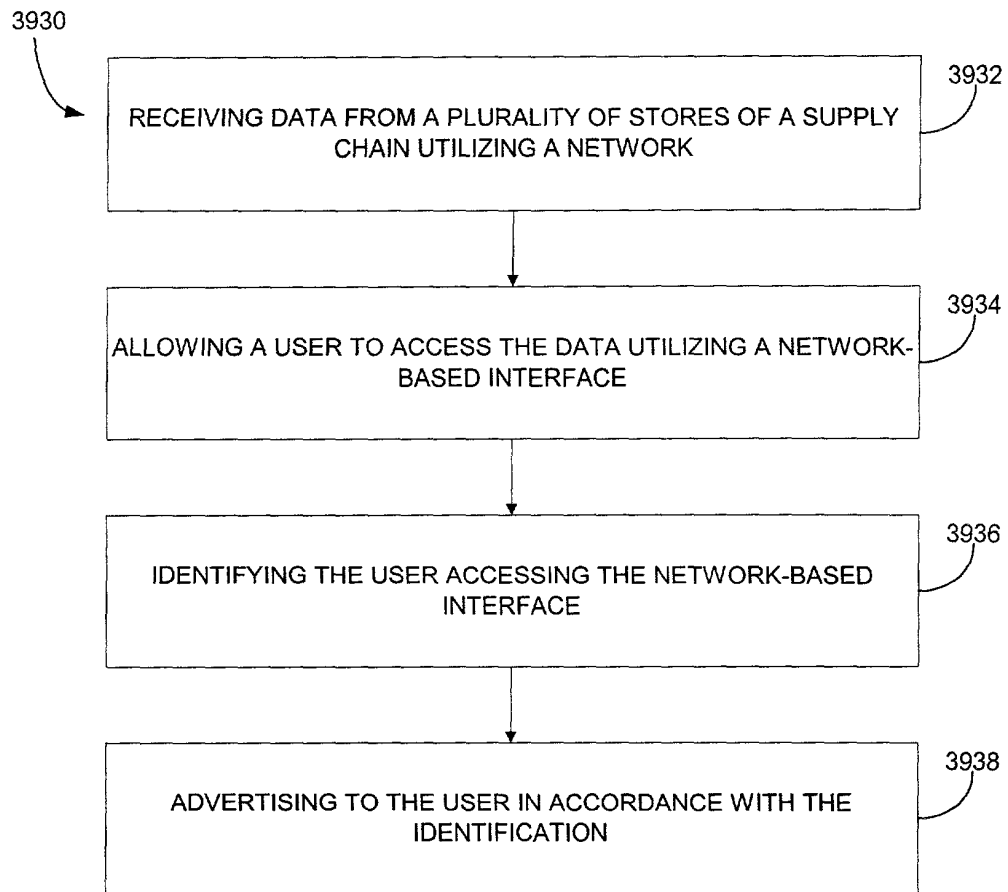 3930
3932
RECEIVING DATA FROM A PLURALITY OF STORES OF A SUPPLY
CHAIN UTILIZING A NETWORK
3934
ALLOWING A USER TO ACCESS THE DATA UTILIZING A NETWORK-
BASED INTERFACE
3936
IDENTIFYING THE USER ACCESSING THE NETWORK-BASED
INTERFACE
3938
ADVERTISING TO THE USER IN ACCORDANCE WITH THE
IDENTIFICATION